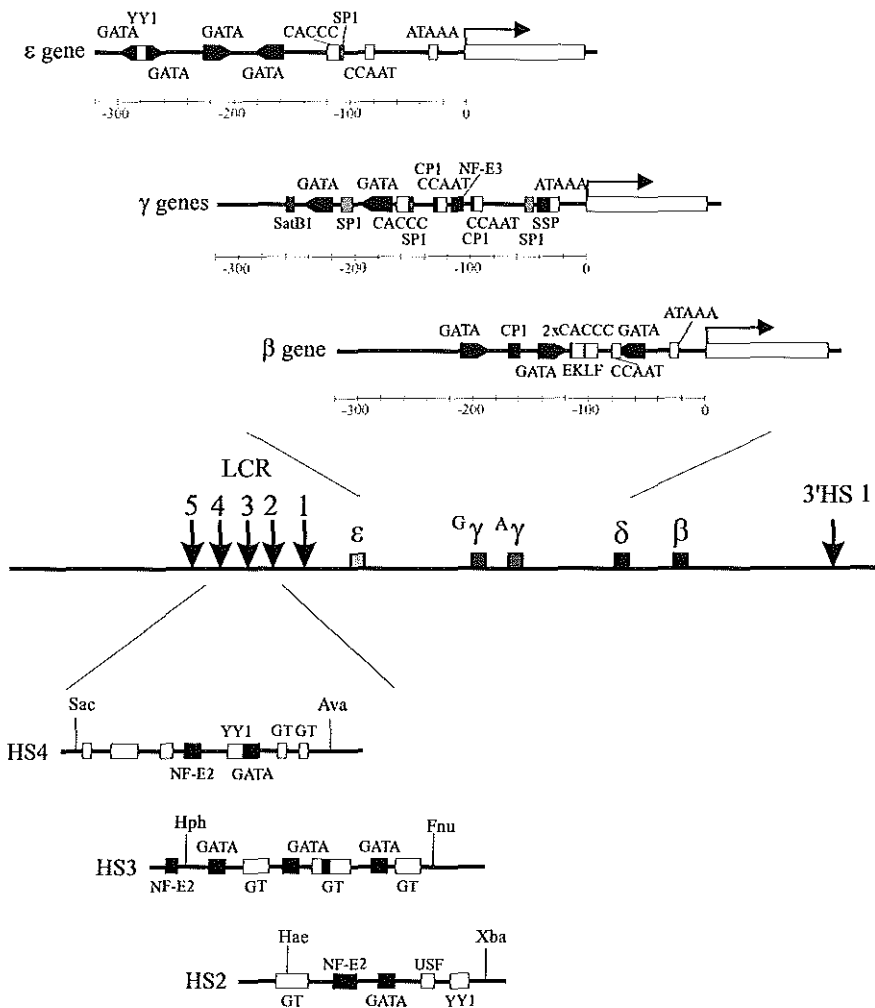 YY1 SP1
GATA GATA CACCC ATAAA
ε gene
GATA GATA CCAAT
-300 -200 -100 0
CP1 NF-E3
GATA GATA CCAAT ATAAA
γ genes
SatB1 SP1 CACCC CCAAT SSP
SP1 CP1 SP1
-300 -200 -100 0
ATAAA
GATA CP1 2xCACCC GATA
β gene
GATA EKLF CCAAT
-300 -200 -100 0
LCR
5 4 3 2 1 3'HS 1
ε Gγ Aγ δ β
Sac Ava
YY1 GT GT
HS4
NF-E2 GATA
Hph Fnu
GATA GATA GATA
HS3
NF-E2 GT GT GT
Hae Xba
NF-E2 USF
HS2
GT GATA YY1